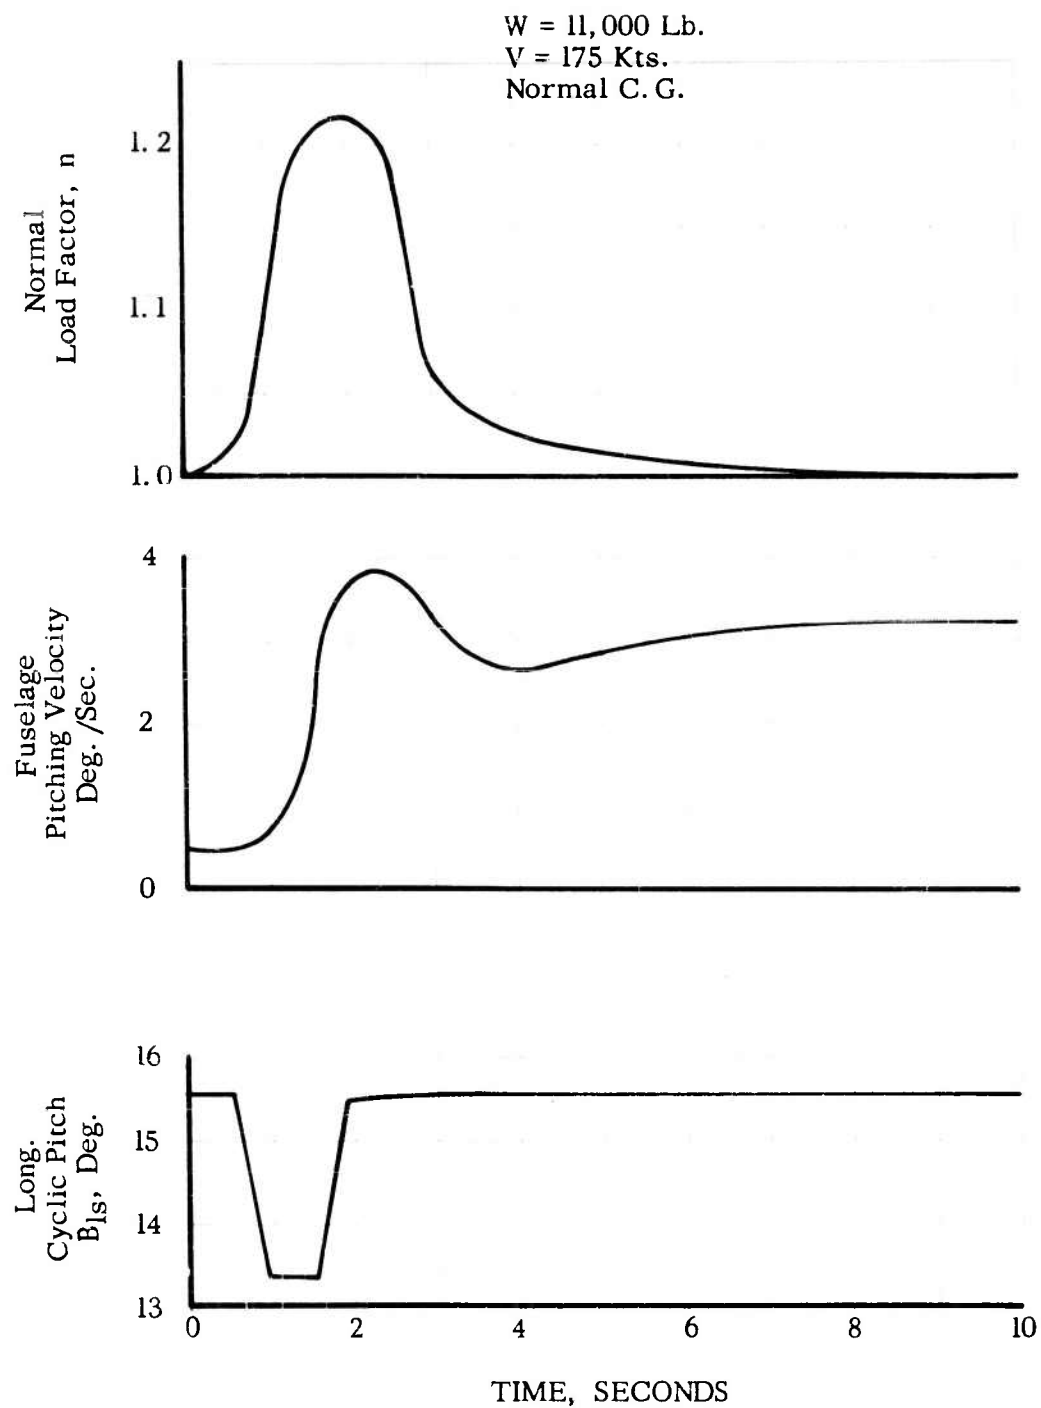 W = 11,000 Lb.
V = 175 Kts.
Normal C.G.
Normal
Load Factor, n
1.2
1.1
1.0
Fuselage
Pitching Velocity
Deg./Sec.
4
2
0
Long.
Cyclic Pitch
B1s, Deg.
16
15
14
13
0 2 4 6 8 10
TIME, SECONDS